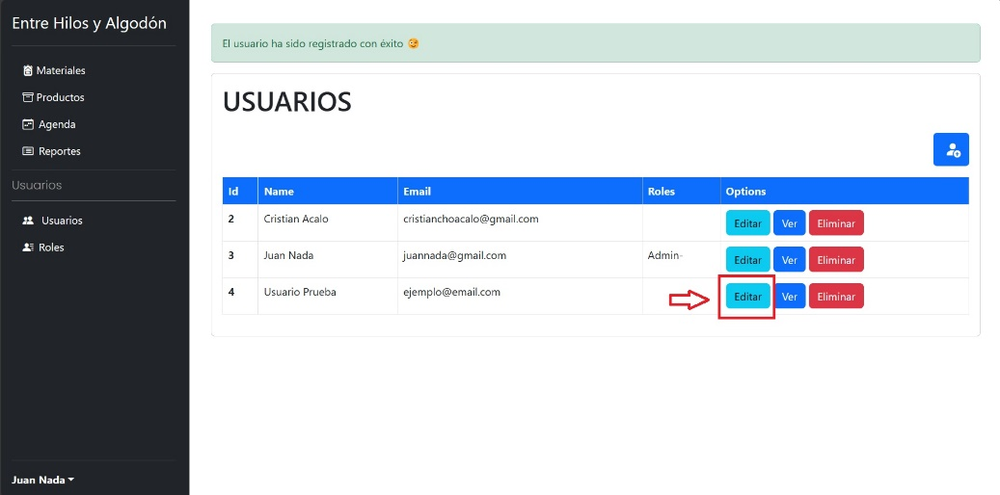 Entre Hilos y Algodón
Materiales
Productos
Agenda
Reportes
Usuarios
Usuarios
Roles
Juan Nada
El usuario ha sido registrado con éxito 😏
USUARIOS
Id Name Email Roles Options
2 Cristian Acalo cristianchoacalo@gmail.com Editar Ver Eliminar
3 Juan Nada juannada@gmail.com Admin- Editar Ver Eliminar
4 Usuario Prueba ejemplo@email.com Editar Ver Eliminar